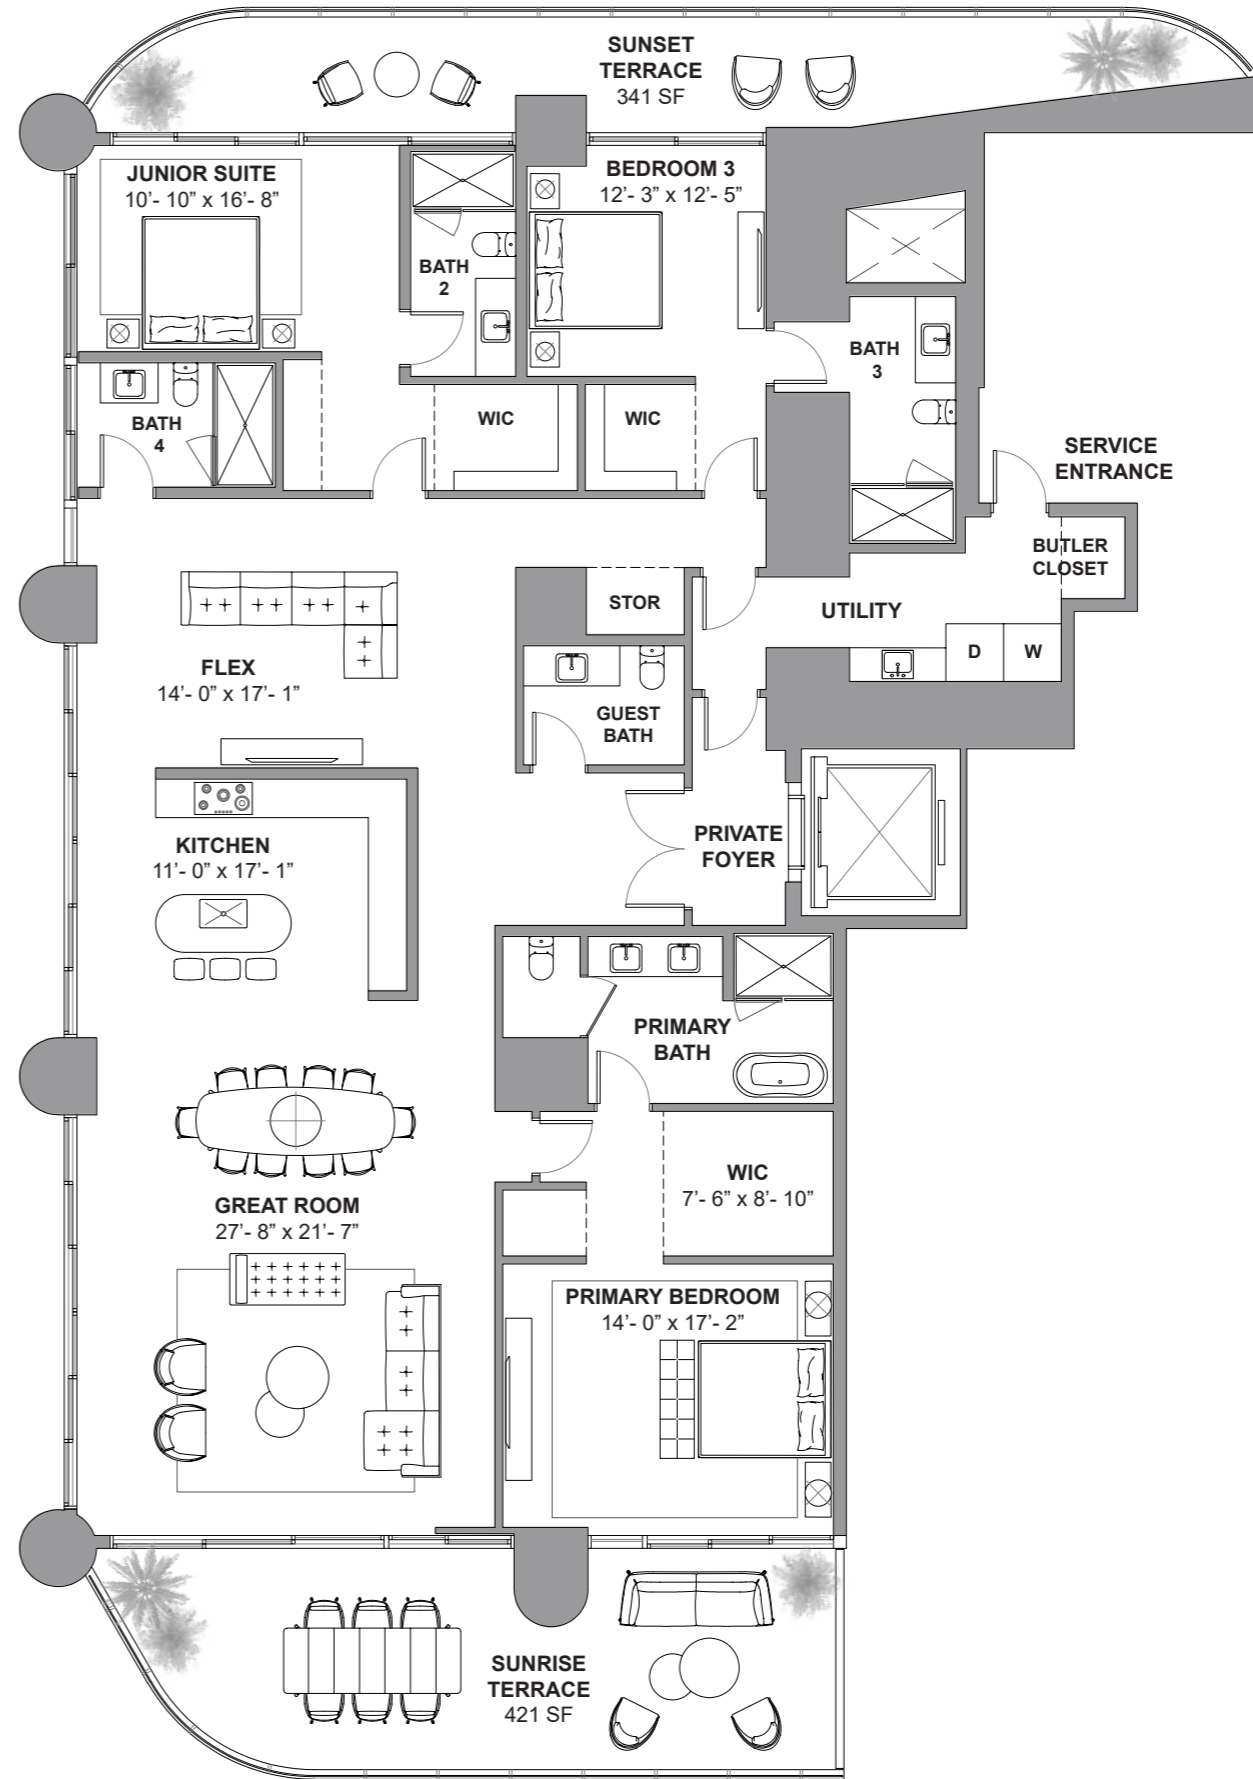 SUNSET
TERRACE
341 SF
JUNIOR SUITE
10’- 10” x 16’- 8”
BEDROOM 3
12’- 3” x 12’- 5”
BATH
2
BATH
3
BATH
4
WIC
WIC
SERVICE
ENTRANCE
BUTLER
CLOSET
STOR
UTILITY
D
W
FLEX
14’- 0” x 17’- 1”
GUEST
BATH
KITCHEN
11’- 0” x 17’- 1”
PRIVATE
FOYER
PRIMARY
BATH
WIC
7’- 6” x 8’- 10”
GREAT ROOM
27’- 8” x 21’- 7”
PRIMARY BEDROOM
14’- 0” x 17’- 2”
SUNRISE
TERRACE
421 SF